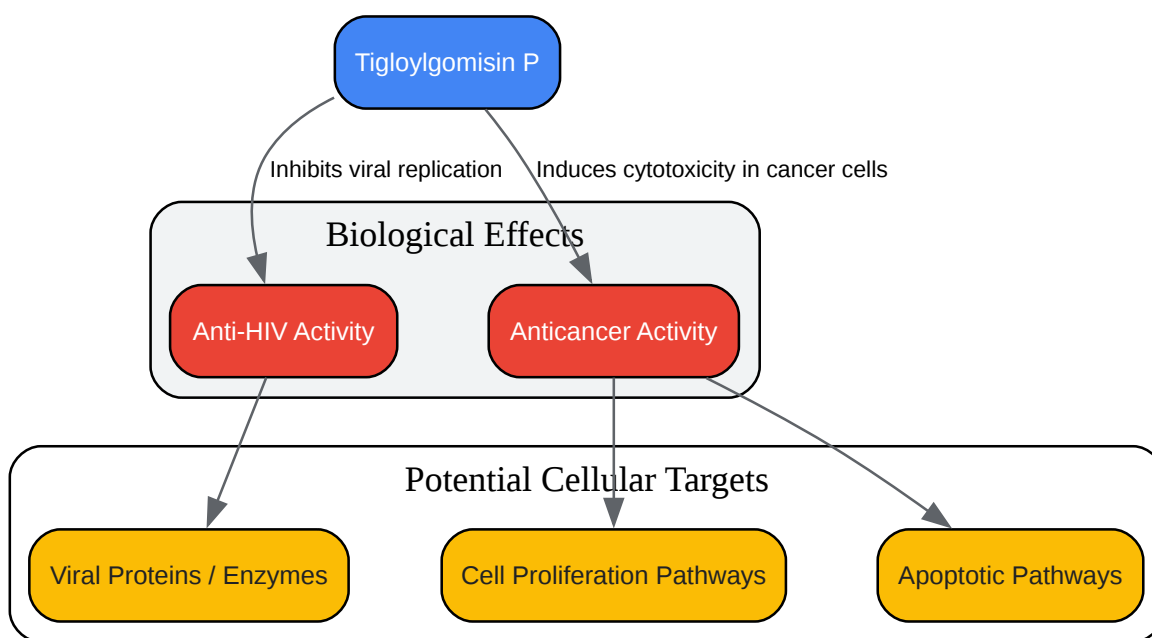 Tigloylgomisin P
Inhibits viral replication
Induces cytotoxicity in cancer cells
Biological Effects
Anti-HIV Activity
Anticancer Activity
Potential Cellular Targets
Viral Proteins / Enzymes
Cell Proliferation Pathways
Apoptotic Pathways